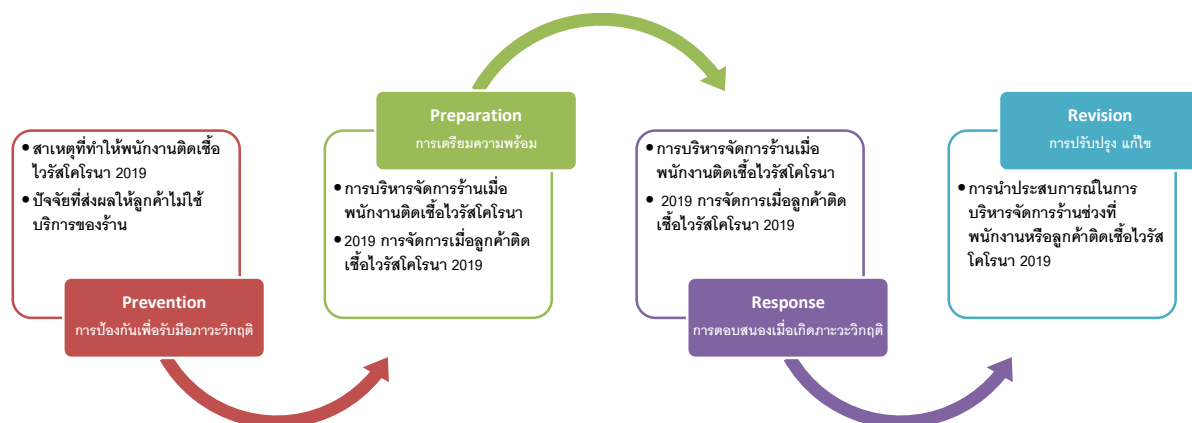 • สาเหตุที่ทำให้พนักงานติดเชื้อ
ไวรัสโคโรนา 2019
• ปัจจัยที่ส่งผลให้ลูกค้าไม่ใช้
บริการของร้าน
Prevention
การป้องกันเพื่อรับมือภาวะวิกฤติ
Preparation
การเตรียมความพร้อม
• การบริหารจัดการร้านเมื่อ
พนักงานติดเชื้อไวรัสโคโรนา
• 2019 การจัดการเมื่อลูกค้าติด
เชื้อไวรัสโคโรนา 2019
• การบริหารจัดการร้านเมื่อ
พนักงานติดเชื้อไวรัสโคโรนา
• 2019 การจัดการเมื่อลูกค้าติด
เชื้อไวรัสโคโรนา 2019
Response
การตอบสนองเมื่อเกิดภาะวะวิกฤติ
Revision
การปรับปรุง แก้ไข
• การนำประสบการณ์ในการ
บริหารจัดการร้านช่วงที่
พนักงานหรือลูกค้าติดเชื้อไวรัส
โคโรนา 2019